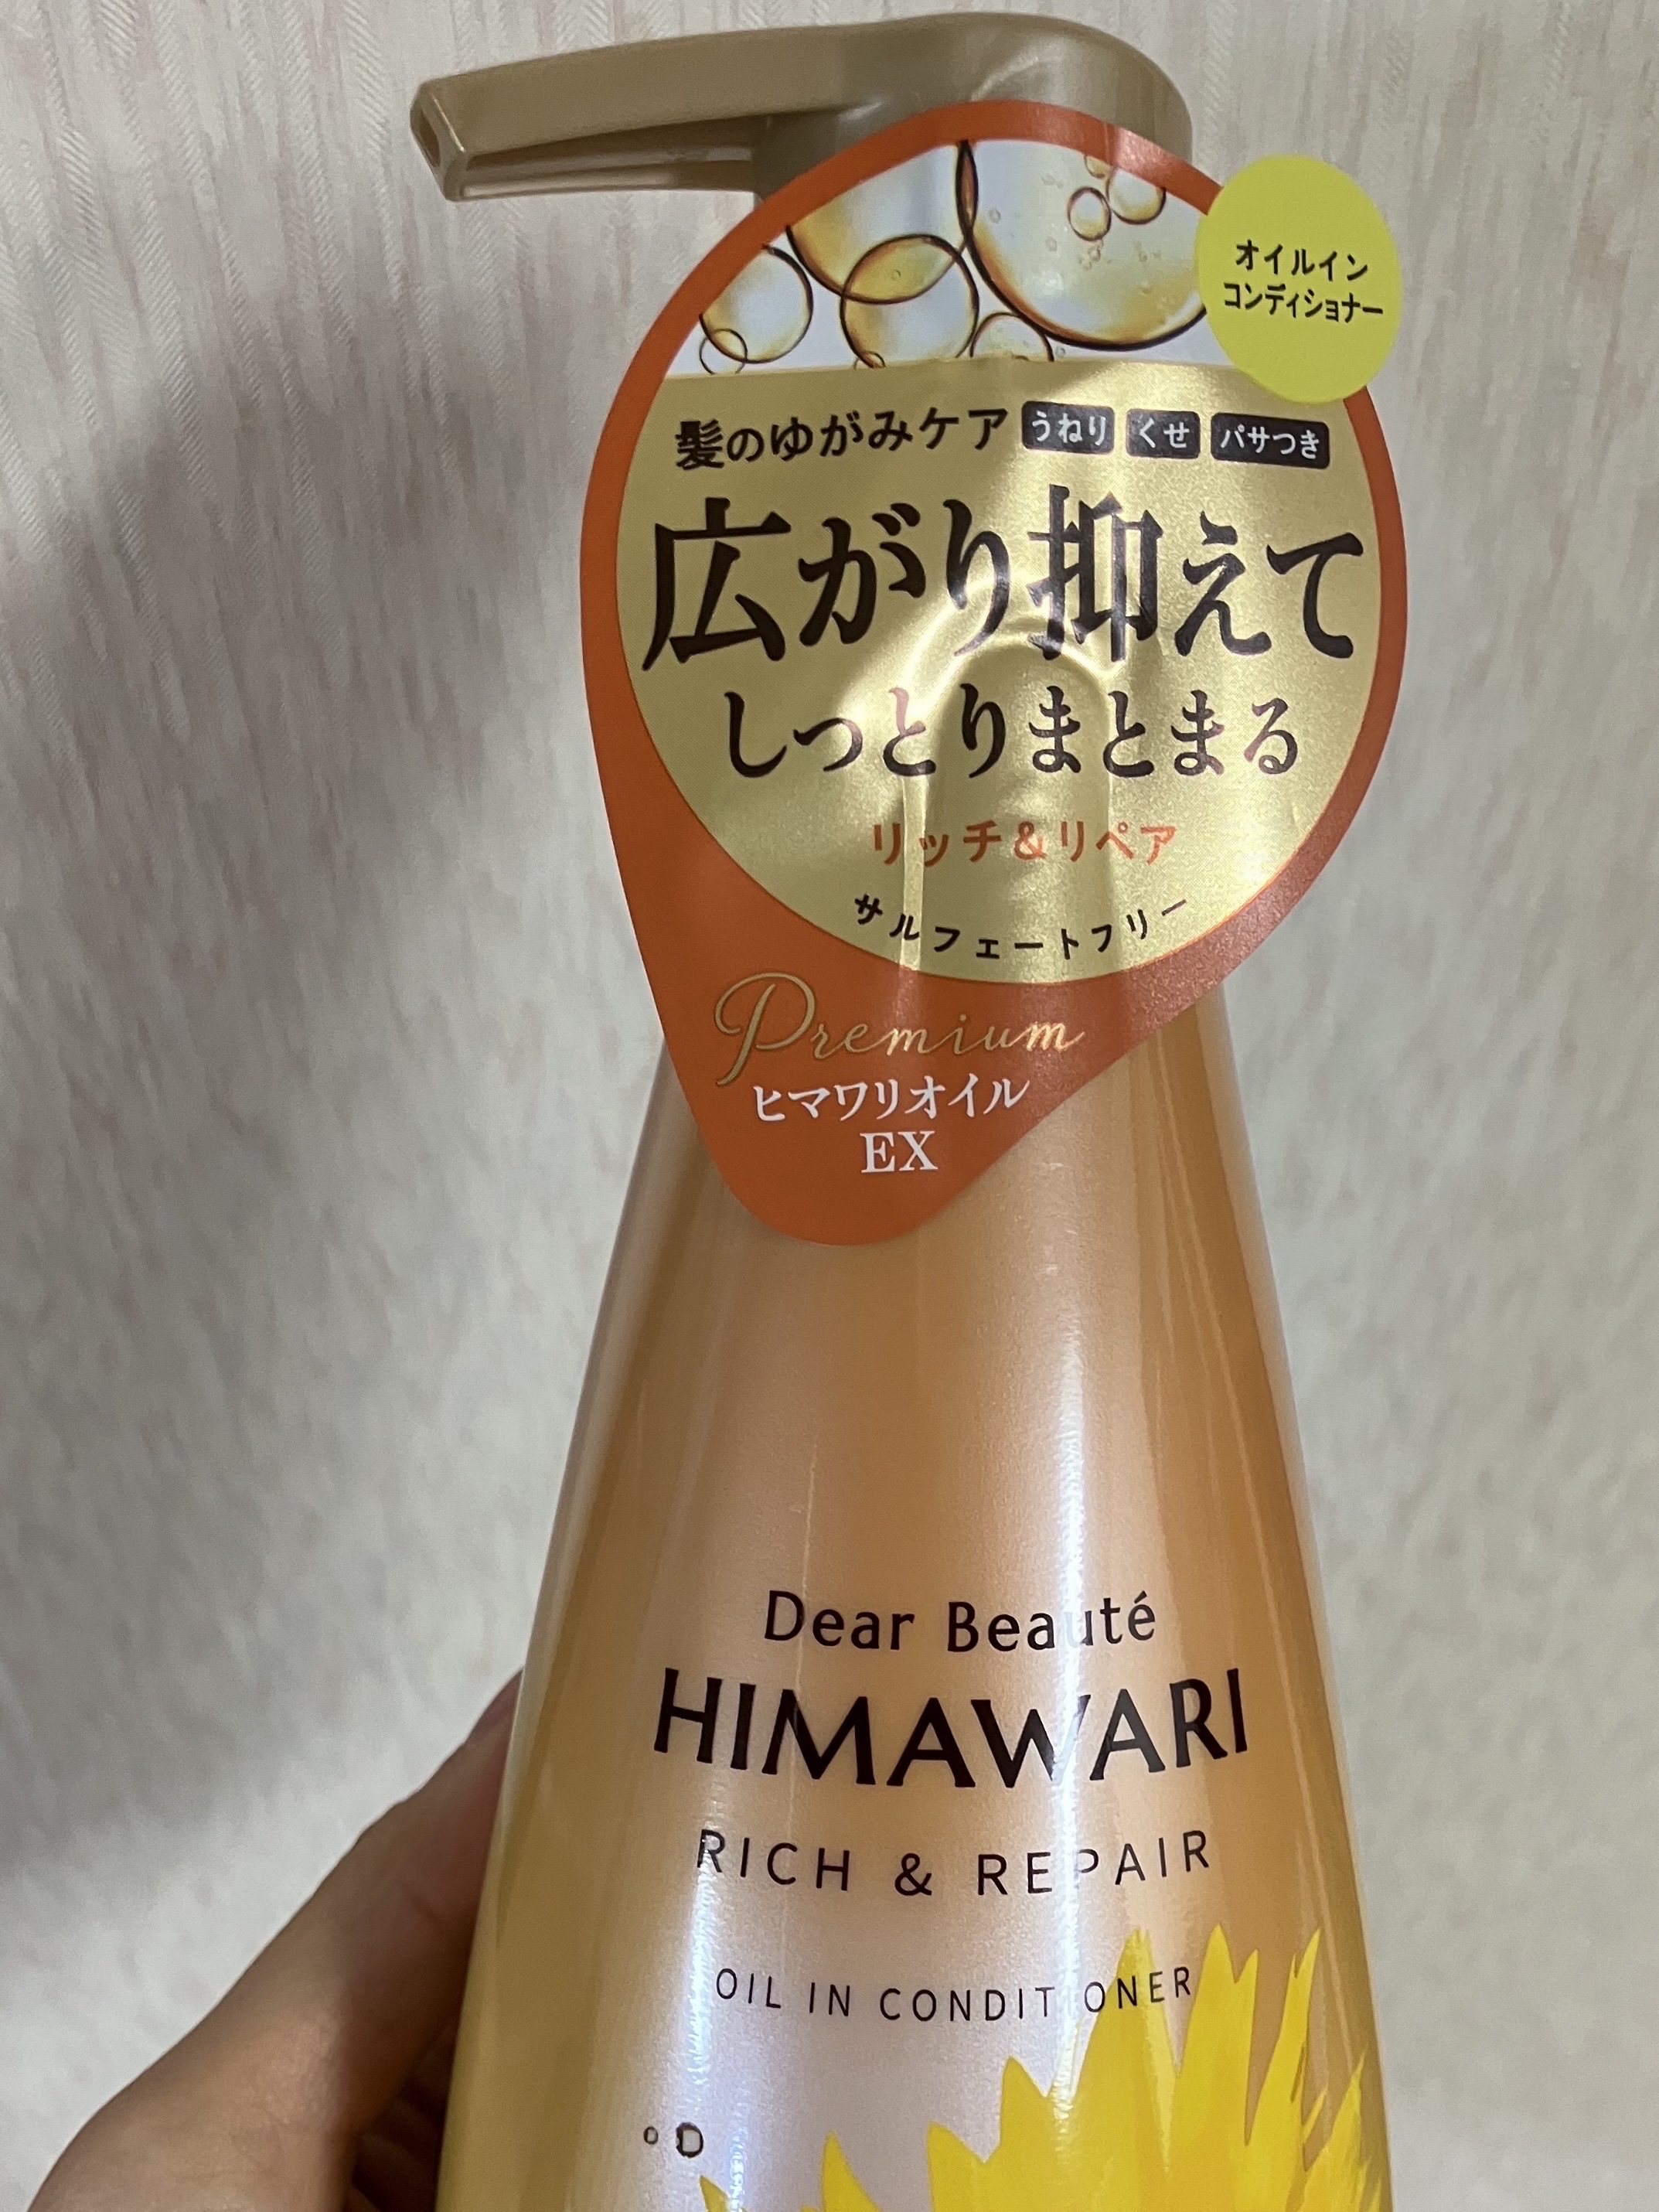 オイルイン
コンディショナー
髪のゆがみケア うねり くせ パサつき
広がり抑えて
しっとりまとまる
リッチ&リペア
サルフェートフリー
Premium
ヒマワリオイル
EX
Dear Beauté
HIMAWARI
RICH & REPAIR
OIL IN CONDITIONER